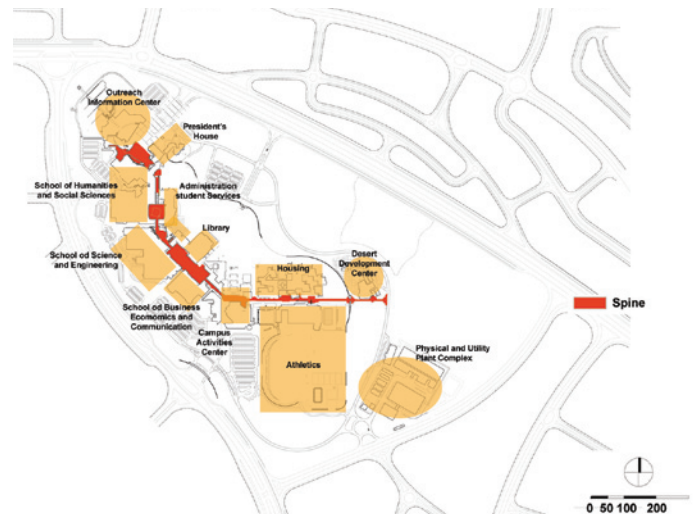 Outreach
Information Center
President's
House
School of Humanities
and Social Sciences
Administration
student Services
Library
School od Science
and Engineering
Housing
Desert
Development
Center
School od Business
Economics and
Communication
Campus
Activities
Center
Athletics
Physical and Utility
Plant Complex
Spine
0 50 100 200